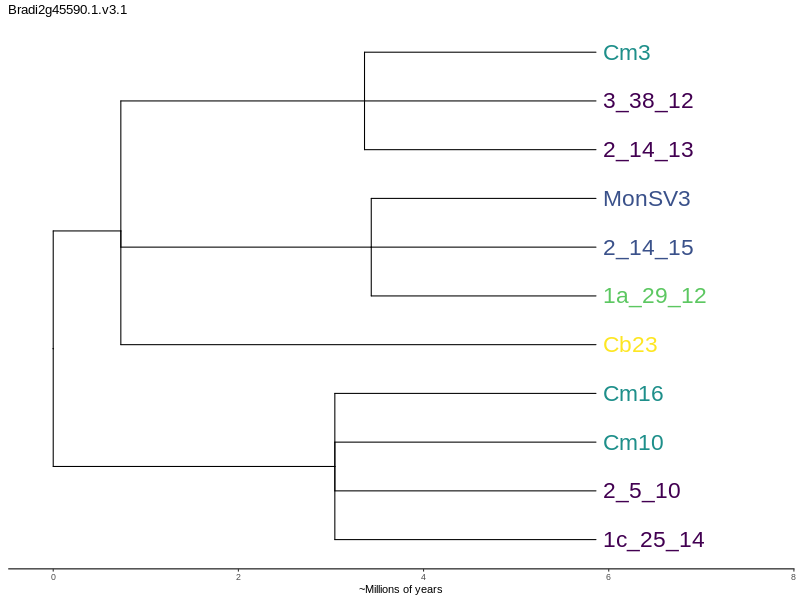 Bradi2g45590.1.v3.1
Cm3
3_38_12
2_14_13
MonSV3
2_14_15
1a_29_12
Cb23
Cm16
Cm10
2_5_10
1c_25_14
0 2 4 6 8
~Millions of years